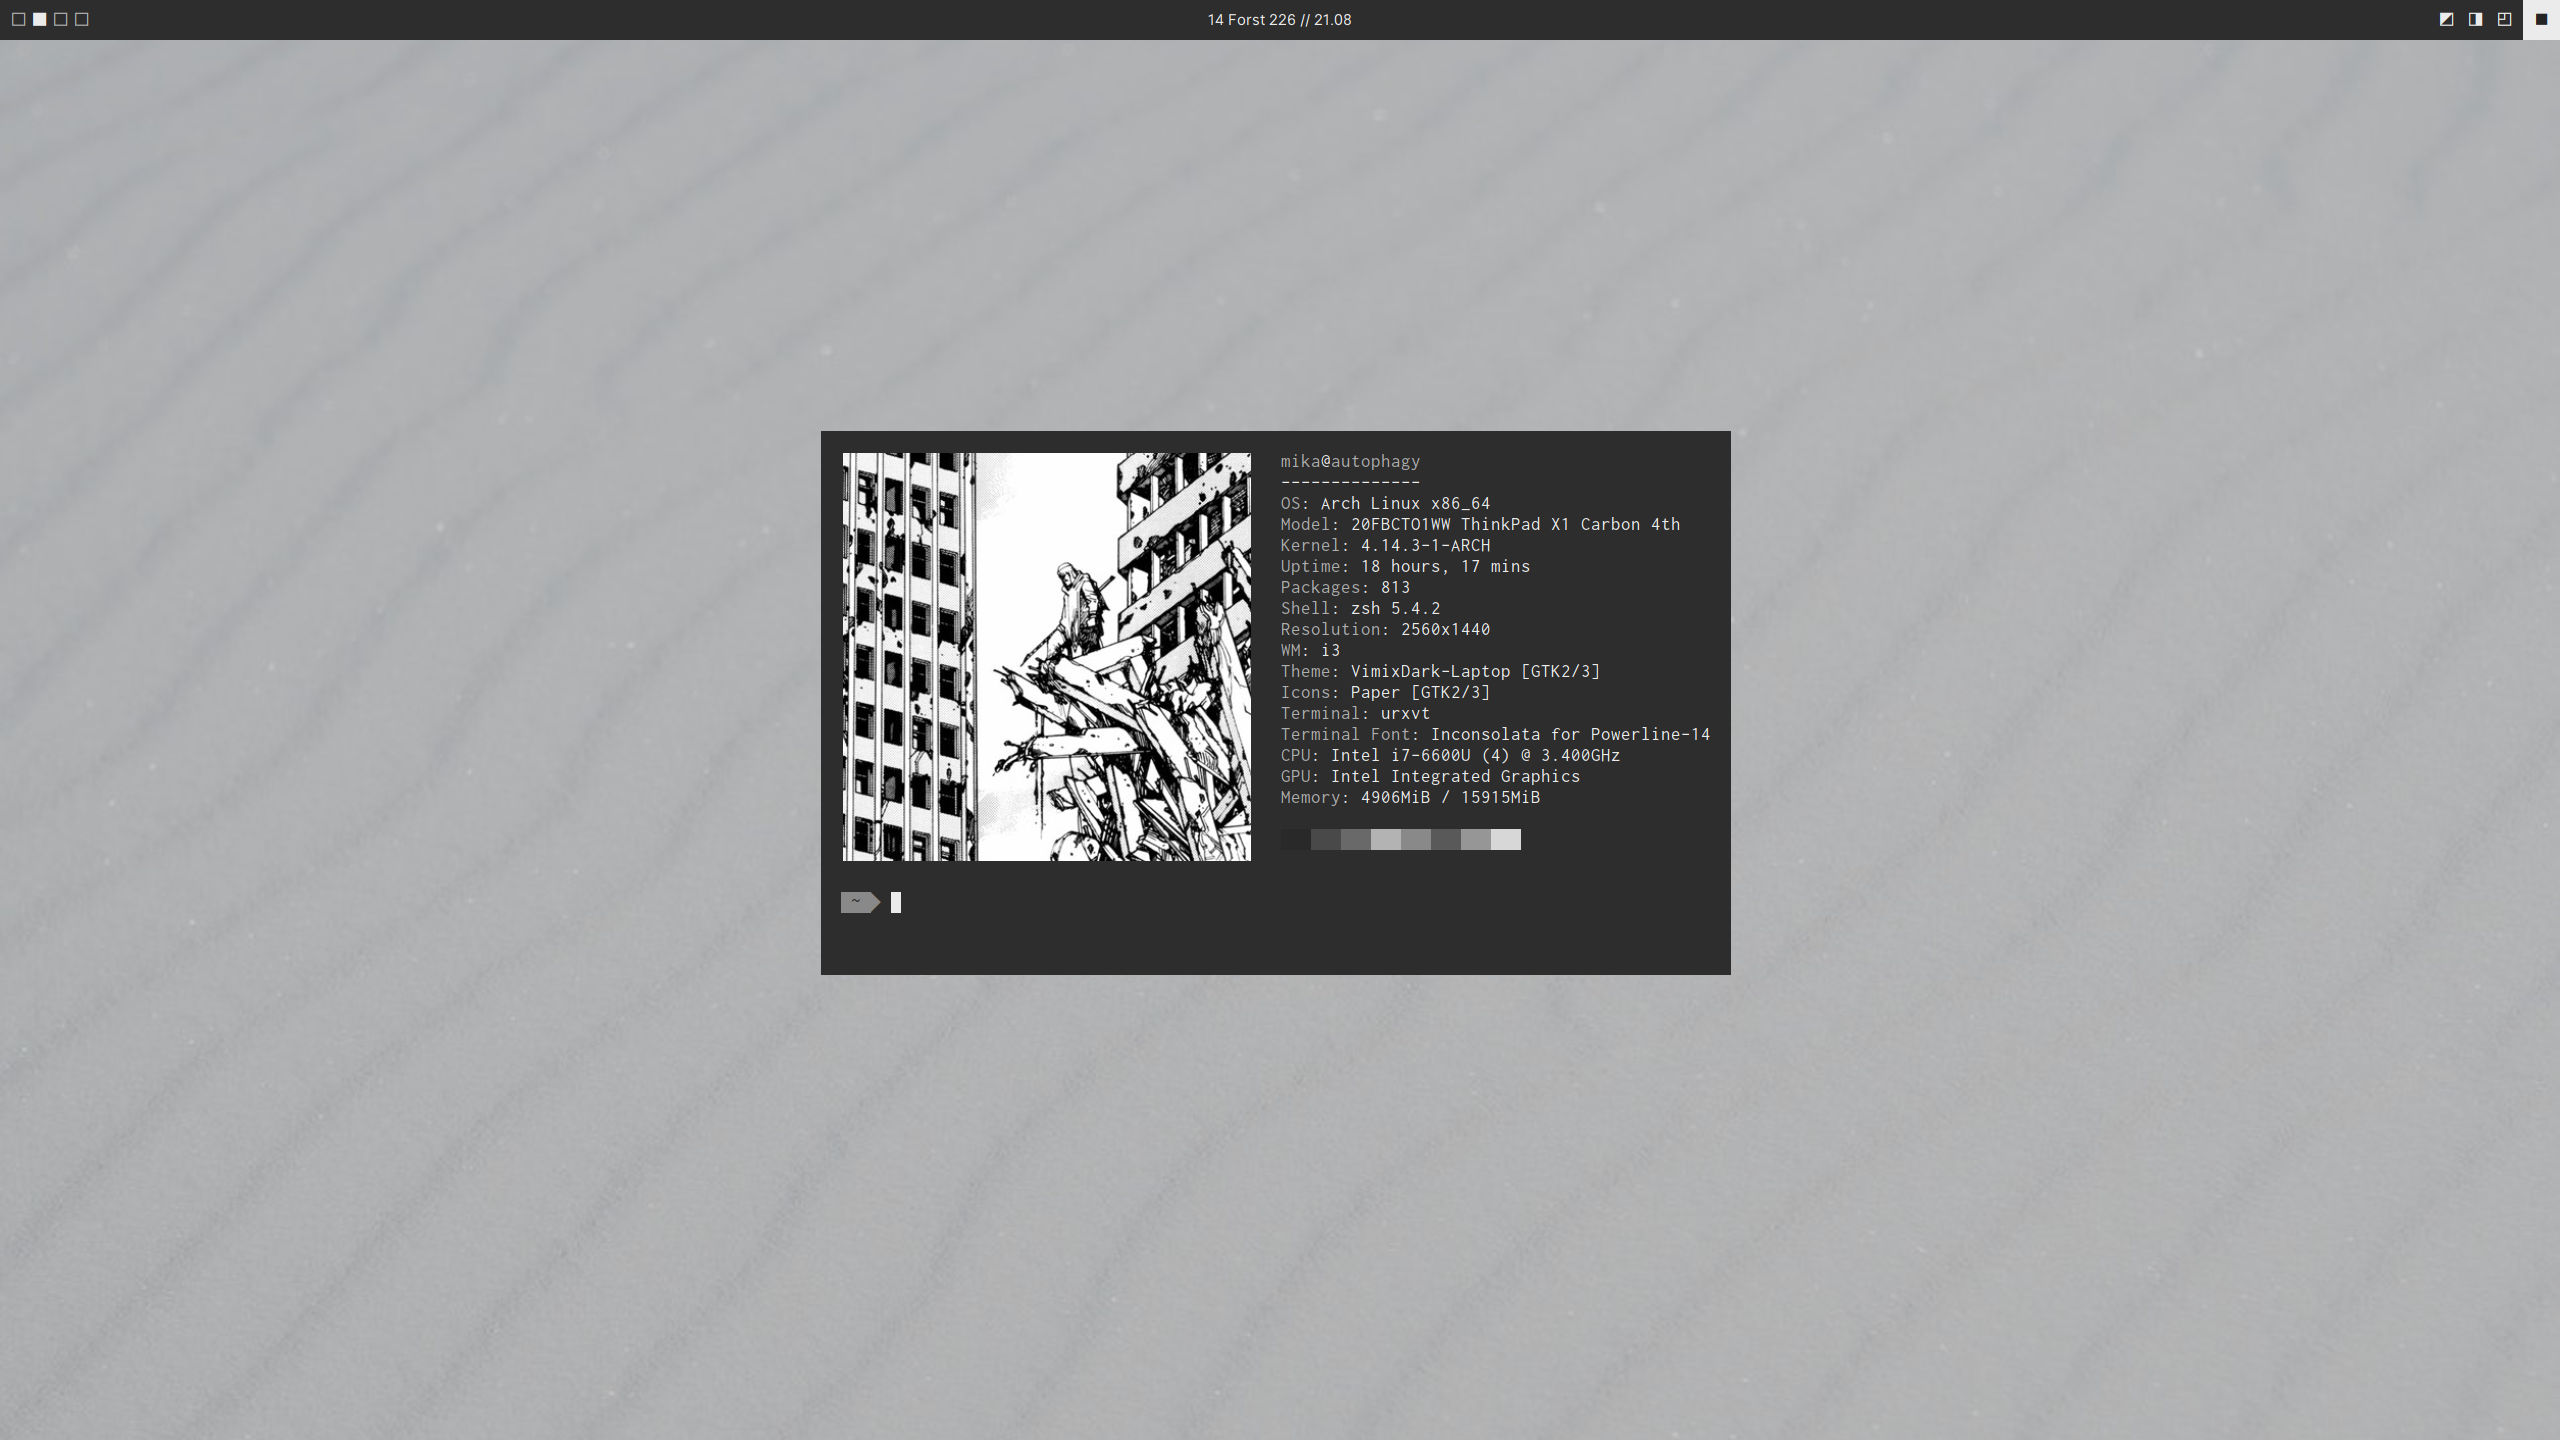 14 Forst 226 // 21.08
mika@autophagy
--------------
OS: Arch Linux x86_64
Model: 20FBCTO1WW ThinkPad X1 Carbon 4th
Kernel: 4.14.3-1-ARCH
Uptime: 18 hours, 17 mins
Packages: 813
Shell: zsh 5.4.2
Resolution: 2560x1440
WM: i3
Theme: VimixDark-Laptop [GTK2/3]
Icons: Paper [GTK2/3]
Terminal: urxvt
Terminal Font: Inconsolata for Powerline-14
CPU: Intel i7-6600U (4) @ 3.400GHz
GPU: Intel Integrated Graphics
Memory: 4906MiB / 15915MiB
~